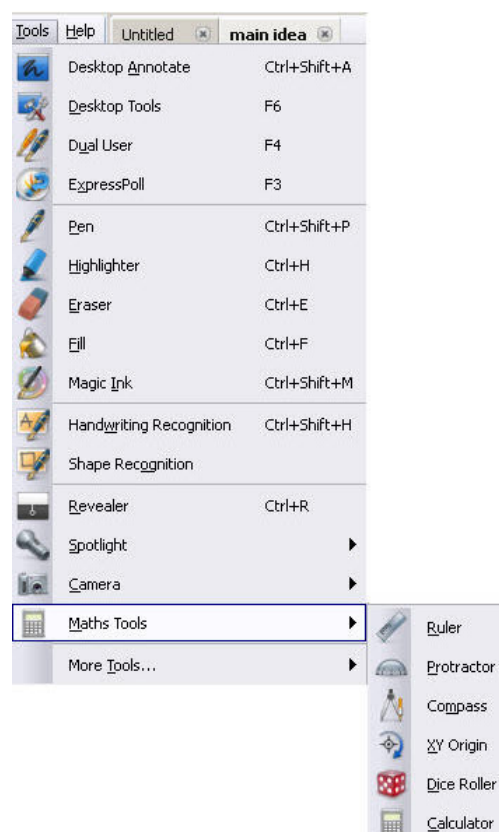 Tools Help Untitled main idea
Desktop Annotate Ctrl+Shift+A
Desktop Tools F6
Dual User F4
ExpressPoll F3
Pen Ctrl+Shift+P
Highlighter Ctrl+H
Eraser Ctrl+E
Fill Ctrl+F
Magic Ink Ctrl+Shift+M
Handwriting Recognition Ctrl+Shift+H
Shape Recognition
Revealer Ctrl+R
Spotlight
Camera
Maths Tools
More Tools...
Ruler
Protractor
Compass
XY Origin
Dice Roller
Calculator